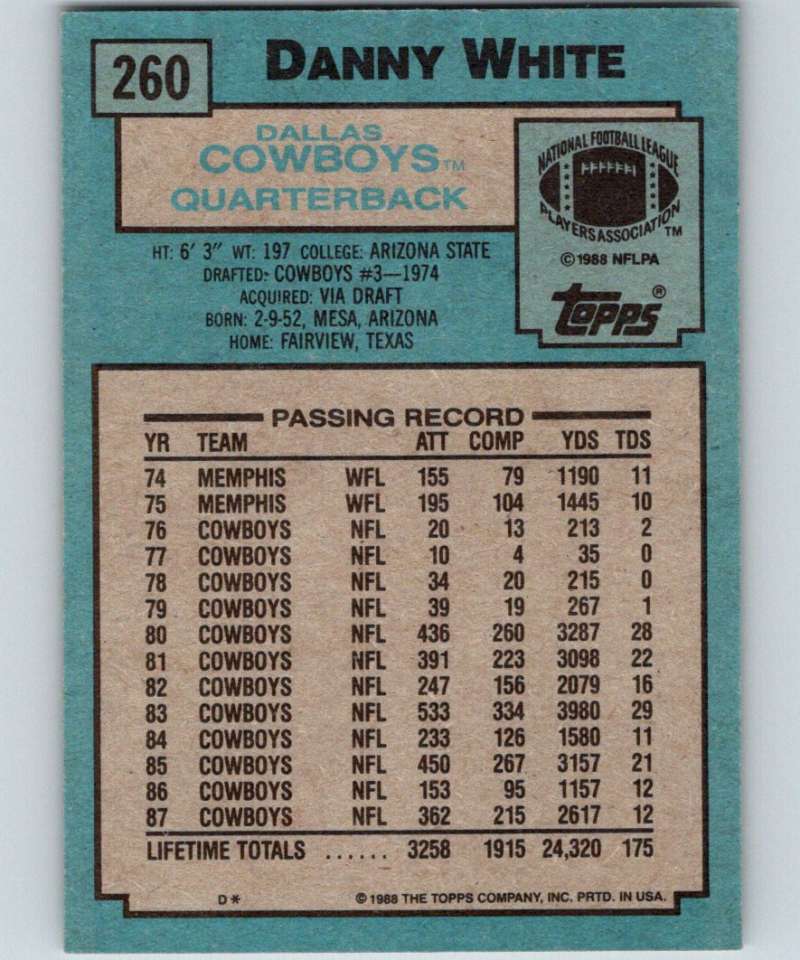 260
DANNY WHITE
DALLAS
COWBOYS™
QUARTERBACK
NATIONAL FOOTBALL LEAGUE
PLAYERS ASSOCIATION™
©1988 NFLPA
Topps®
HT: 6' 3" WT: 197 COLLEGE: ARIZONA STATE
DRAFTED: COWBOYS #3—1974
ACQUIRED: VIA DRAFT
BORN: 2-9-52, MESA, ARIZONA
HOME: FAIRVIEW, TEXAS
PASSING RECORD
YR TEAM ATT COMP YDS TDS
74 MEMPHIS WFL 155 79 1190 11
75 MEMPHIS WFL 195 104 1445 10
76 COWBOYS NFL 20 13 213 2
77 COWBOYS NFL 10 4 35 0
78 COWBOYS NFL 34 20 215 0
79 COWBOYS NFL 39 19 267 1
80 COWBOYS NFL 436 260 3287 28
81 COWBOYS NFL 391 223 3098 22
82 COWBOYS NFL 247 156 2079 16
83 COWBOYS NFL 533 334 3980 29
84 COWBOYS NFL 233 126 1580 11
85 COWBOYS NFL 450 267 3157 21
86 COWBOYS NFL 153 95 1157 12
87 COWBOYS NFL 362 215 2617 12
LIFETIME TOTALS ...... 3258 1915 24,320 175
D* ©1988 THE TOPPS COMPANY, INC. PRTD. IN USA.